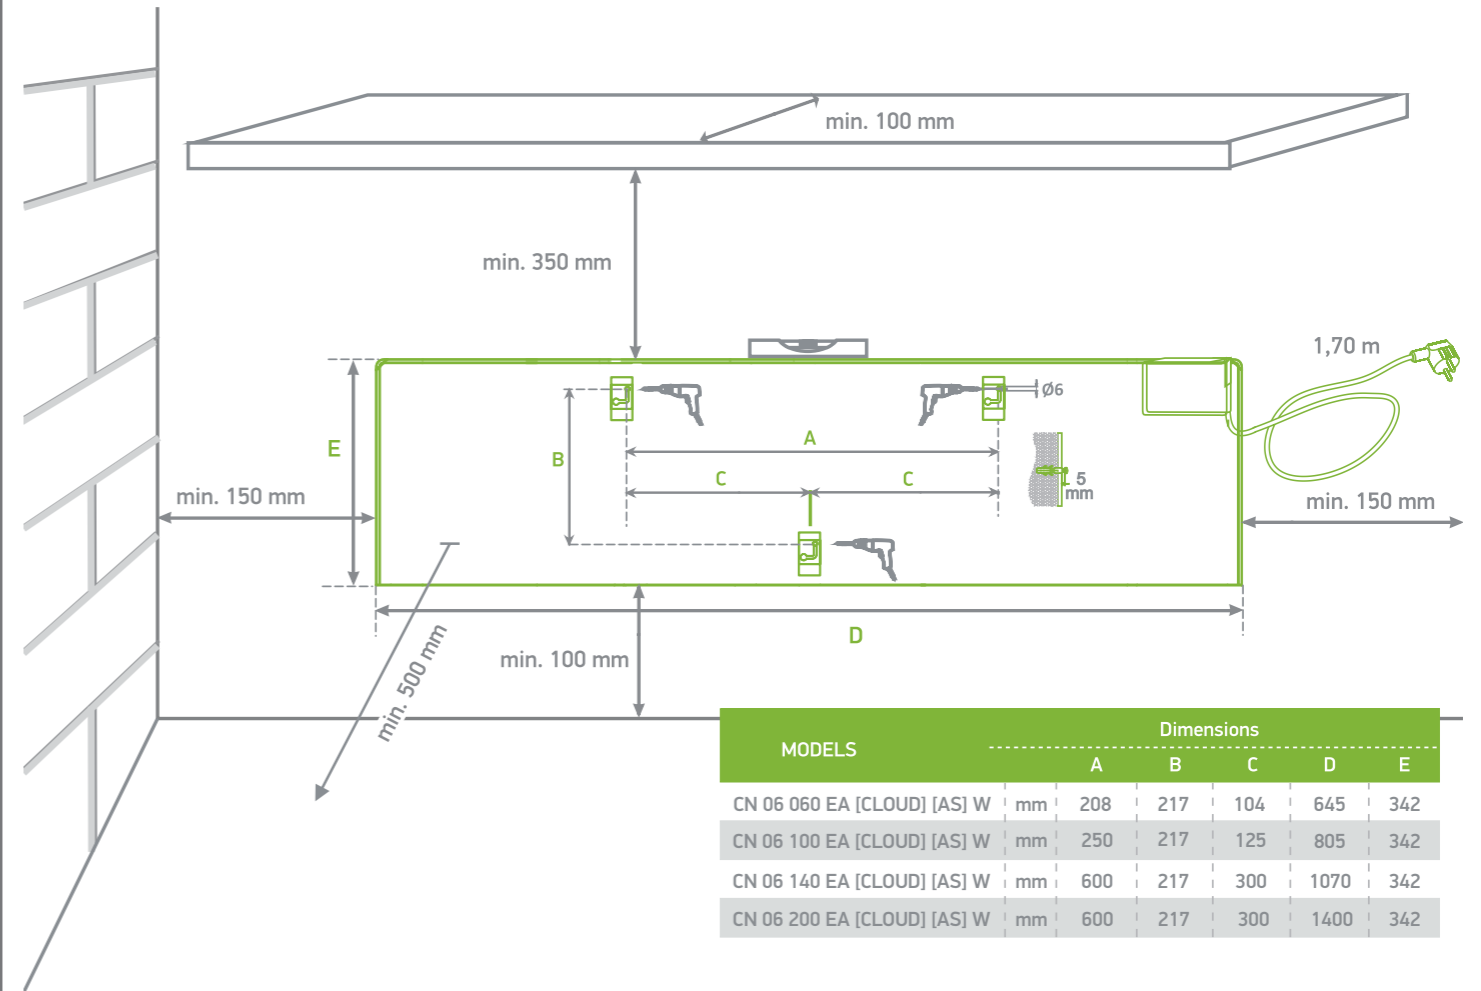 min. 100 mm
min. 350 mm
1,70 m
Ø6
A
E
B
C
C
5
mm
min. 150 mm
min. 150 mm
D
min. 500 mm
min. 100 mm
MODELS Dimensions
A B C D E
CN 06 060 EA [CLOUD] [AS] W mm 208 217 104 645 342
CN 06 100 EA [CLOUD] [AS] W mm 250 217 125 805 342
CN 06 140 EA [CLOUD] [AS] W mm 600 217 300 1070 342
CN 06 200 EA [CLOUD] [AS] W mm 600 217 300 1400 342